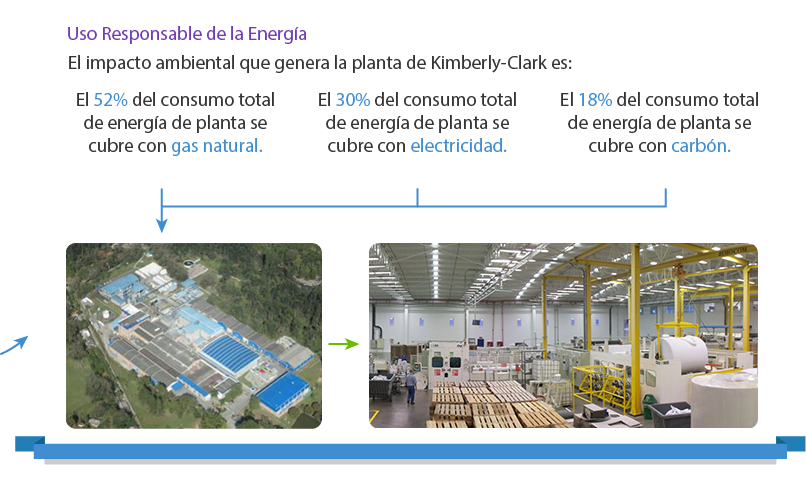 Uso Responsable de la Energía
El impacto ambiental que genera la planta de Kimberly-Clark es:
El 52% del consumo total
de energía de planta se
cubre con gas natural.
El 30% del consumo total
de energía de planta se
cubre con electricidad.
El 18% del consumo total
de energía de planta se
cubre con carbón.